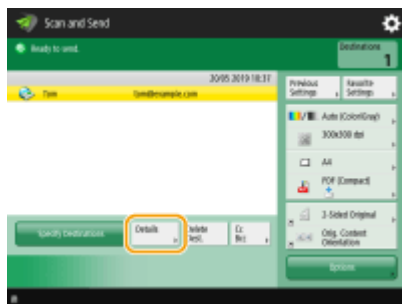 Scan and Send
Ready to send.
Destinations
1
20/05 2019 18:37
Tom
tom@example.com
Previous Settings
Favorite Settings
Auto (Color/Gray)
300x300 dpi
A4
PDF (Compact)
2-Sided Original
Orig. Content Orientation
Specify Destinations
Details
Delete Dest.
Cc Bcc
Options